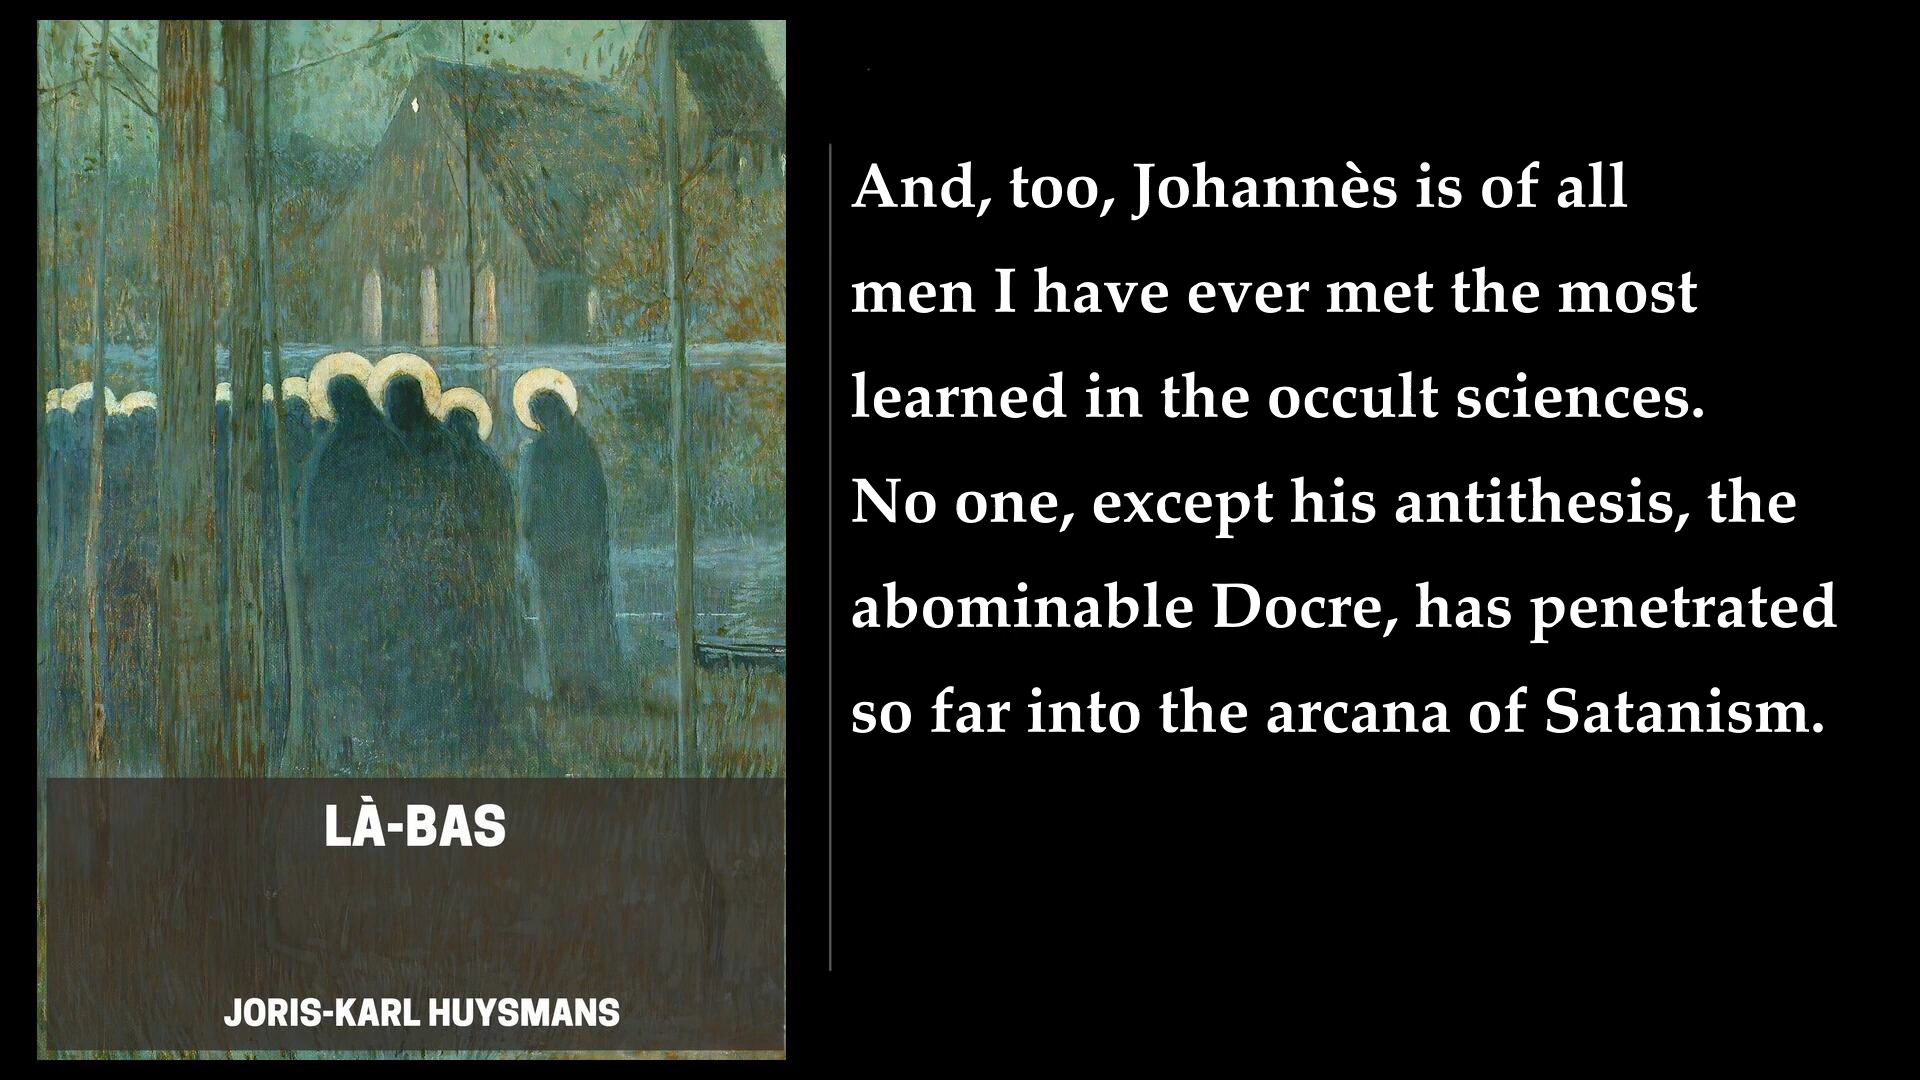 LÀ-BAS
JORIS-KARL HUYSMANS
And, too, Johannès is of all
men I have ever met the most
learned in the occult sciences.
No one, except his antithesis, the
abominable Docre, has penetrated
so far into the arcana of Satanism.